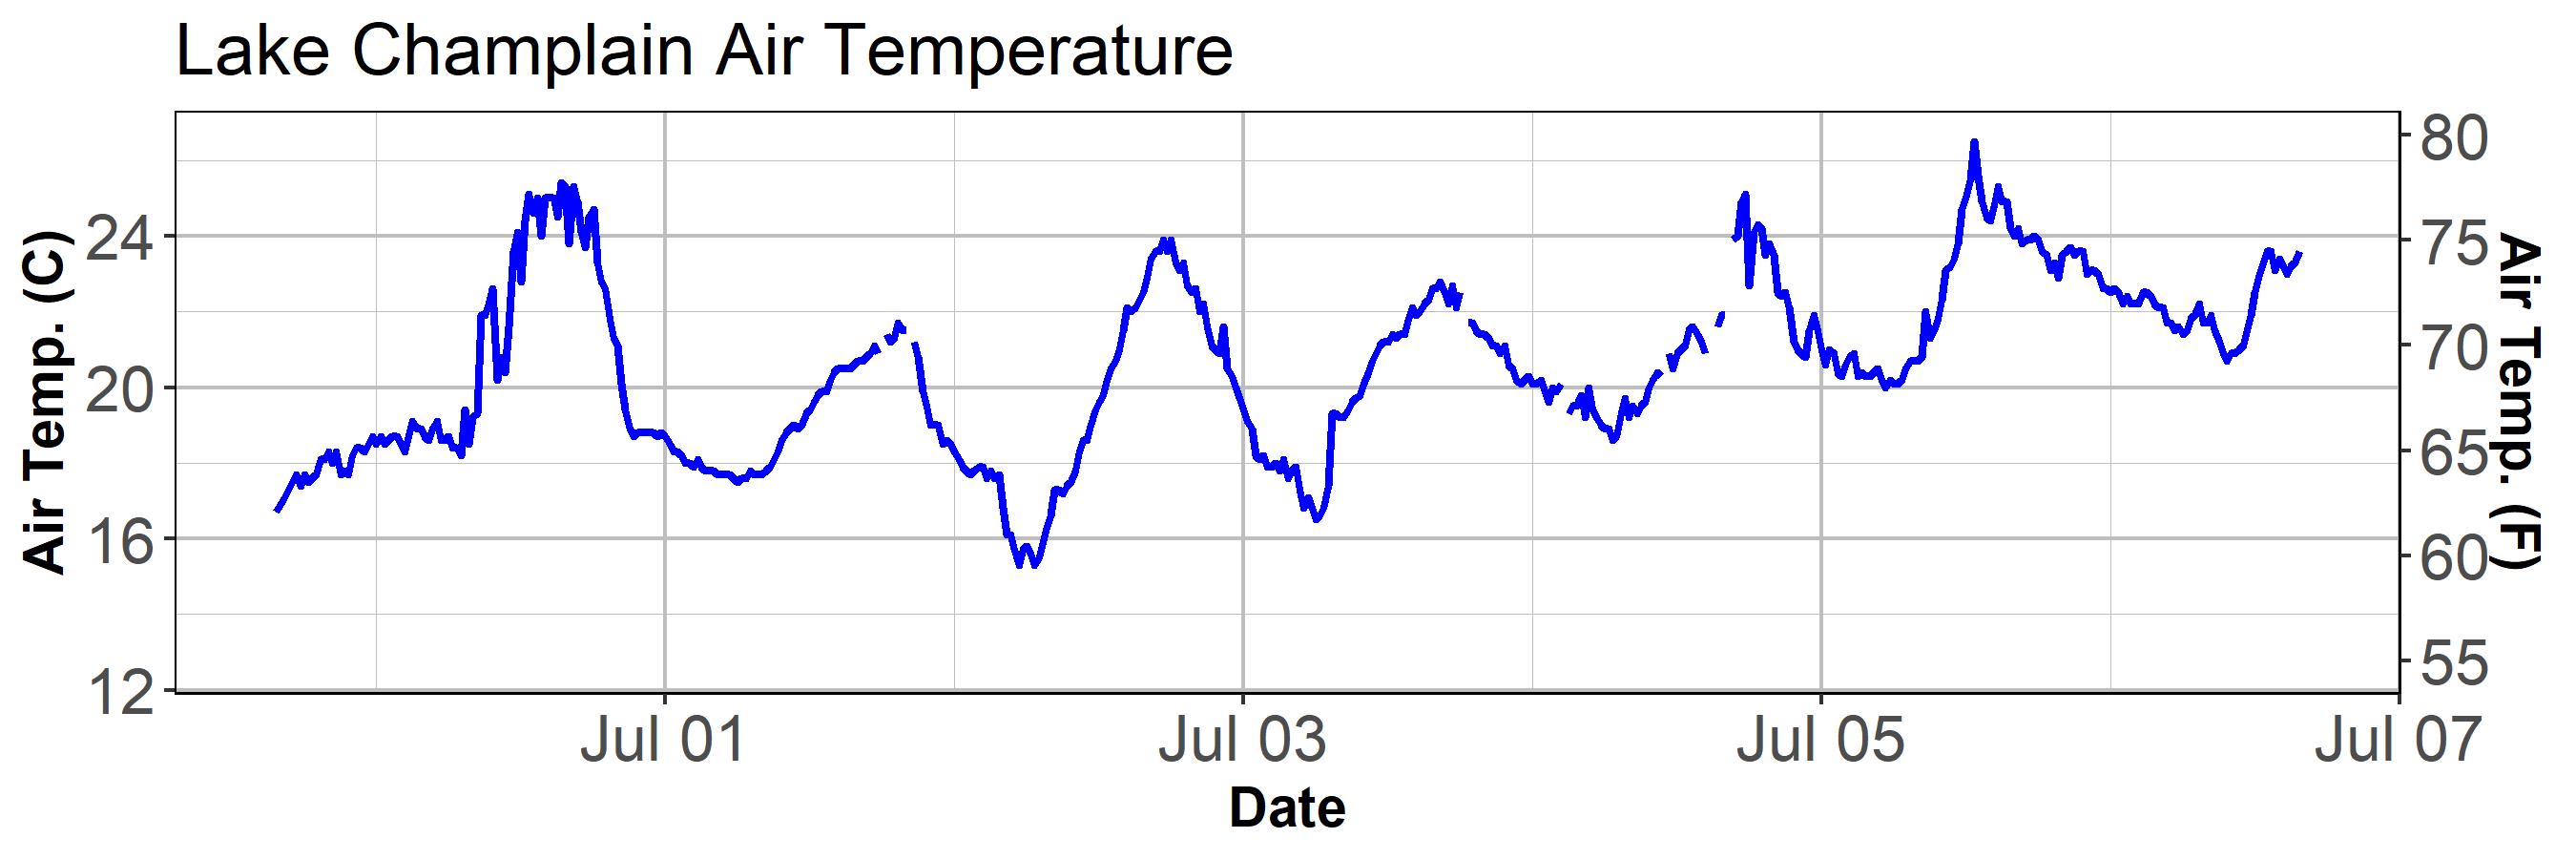 Lake Champlain Air Temperature
Air Temp. (C)
24
20
16
12
80
75
70
65
60
55
Air Temp. (F)
Jul 01
Jul 03
Jul 05
Jul 07
Date